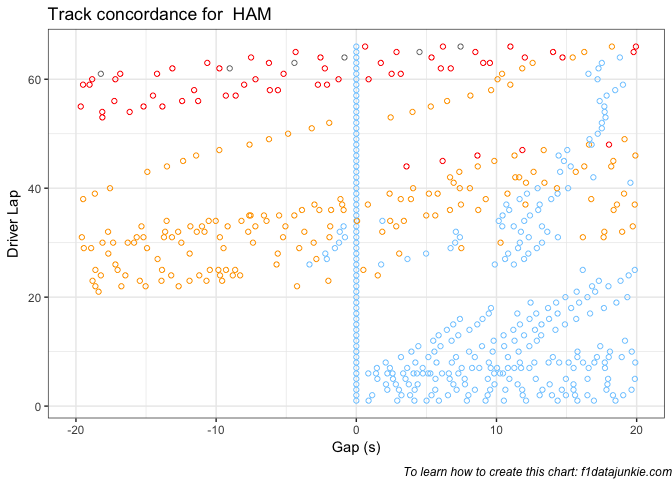 Track concordance for  HAM
60
40
20
0
Driver Lap
-20
-10
0
10
20
Gap (s)
To learn how to create this chart: f1datajunkie.com